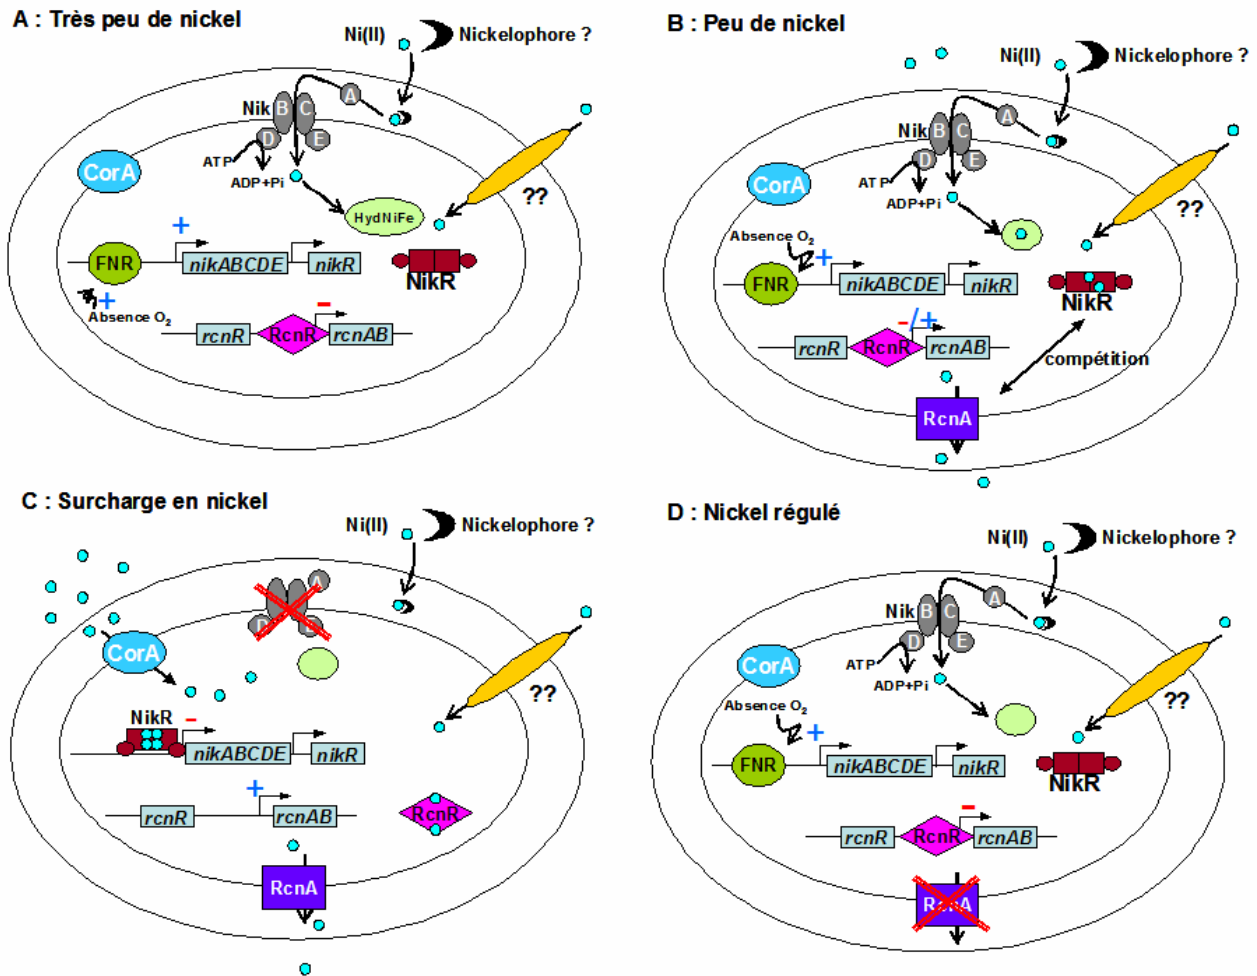 A : Très peu de nickel
Ni(II) Nickelophore ?
A
Nik B C
D E
ATP
ADP+Pi
CorA
??
HydNiFe
+
FNR nikABCDE nikR
NikR
+
Absence O2
-
rcnR RcnR rcnAB
B : Peu de nickel
Ni(II) Nickelophore ?
A
Nik B C
D E
ATP
ADP+Pi
CorA
??
Absence O2
+
FNR nikABCDE nikR
NikR
-/+
rcnR RcnR rcnAB
compétition
RcnA
C : Surcharge en nickel
Ni(II) Nickelophore ?
A
D
CorA
??
NikR -
nikABCDE nikR
+
rcnR rcnAB
RcnR
RcnA
D : Nickel régulé
Ni(II) Nickelophore ?
A
Nik B C
D E
ATP
ADP+Pi
CorA
??
Absence O2
+
FNR nikABCDE nikR
NikR
-
rcnR RcnR rcnAB
RcnA